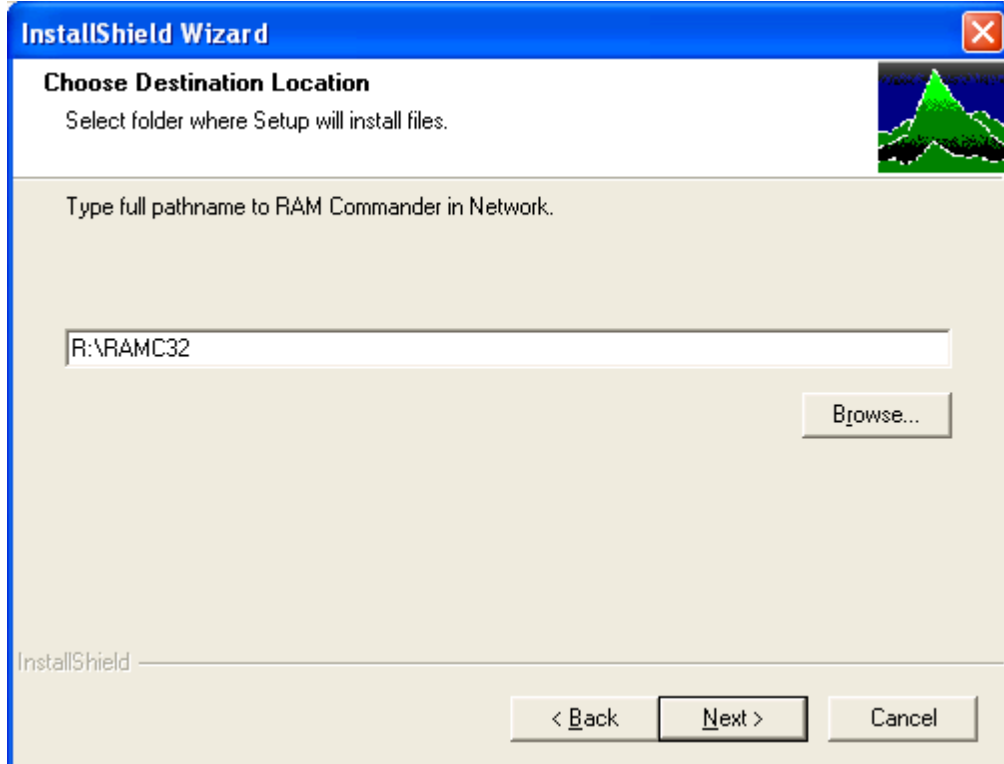 InstallShield Wizard
Choose Destination Location
Select folder where Setup will install files.
Type full pathname to RAM Commander in Network.
R:\RAMC32
Browse...
InstallShield
< Back
Next >
Cancel